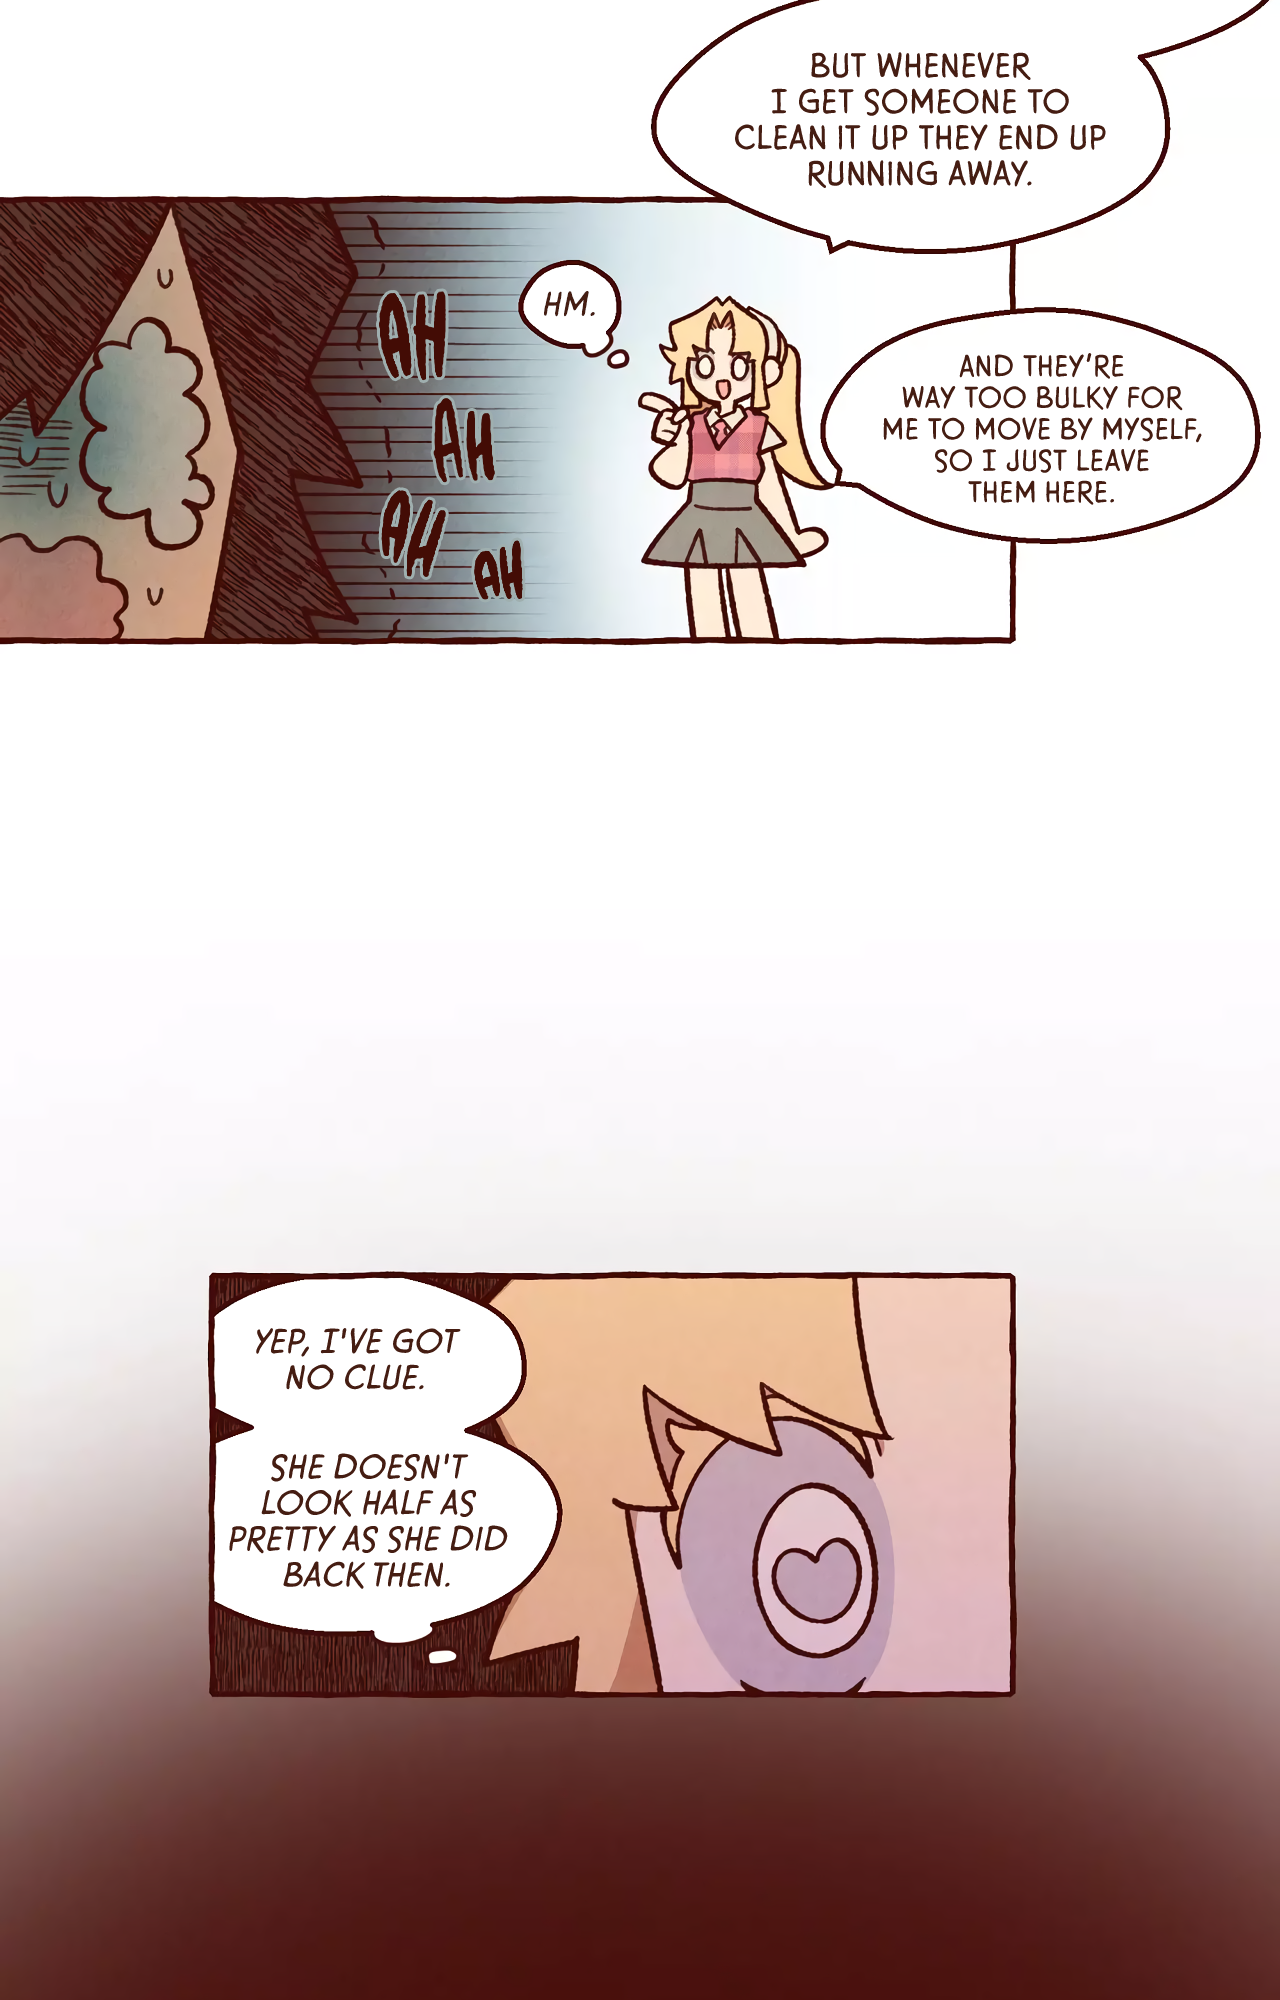 BUT WHENEVER
I GET SOMEONE TO
CLEAN IT UP THEY END UP
RUNNING AWAY.
AH
AH
AH
AH
HM.
AND THEY'RE
WAY TOO BULKY FOR
ME TO MOVE BY MYSELF,
SO I JUST LEAVE
THEM HERE.
YEP, I'VE GOT
NO CLUE.
SHE DOESN'T
LOOK HALF AS
PRETTY AS SHE DID
BACK THEN.